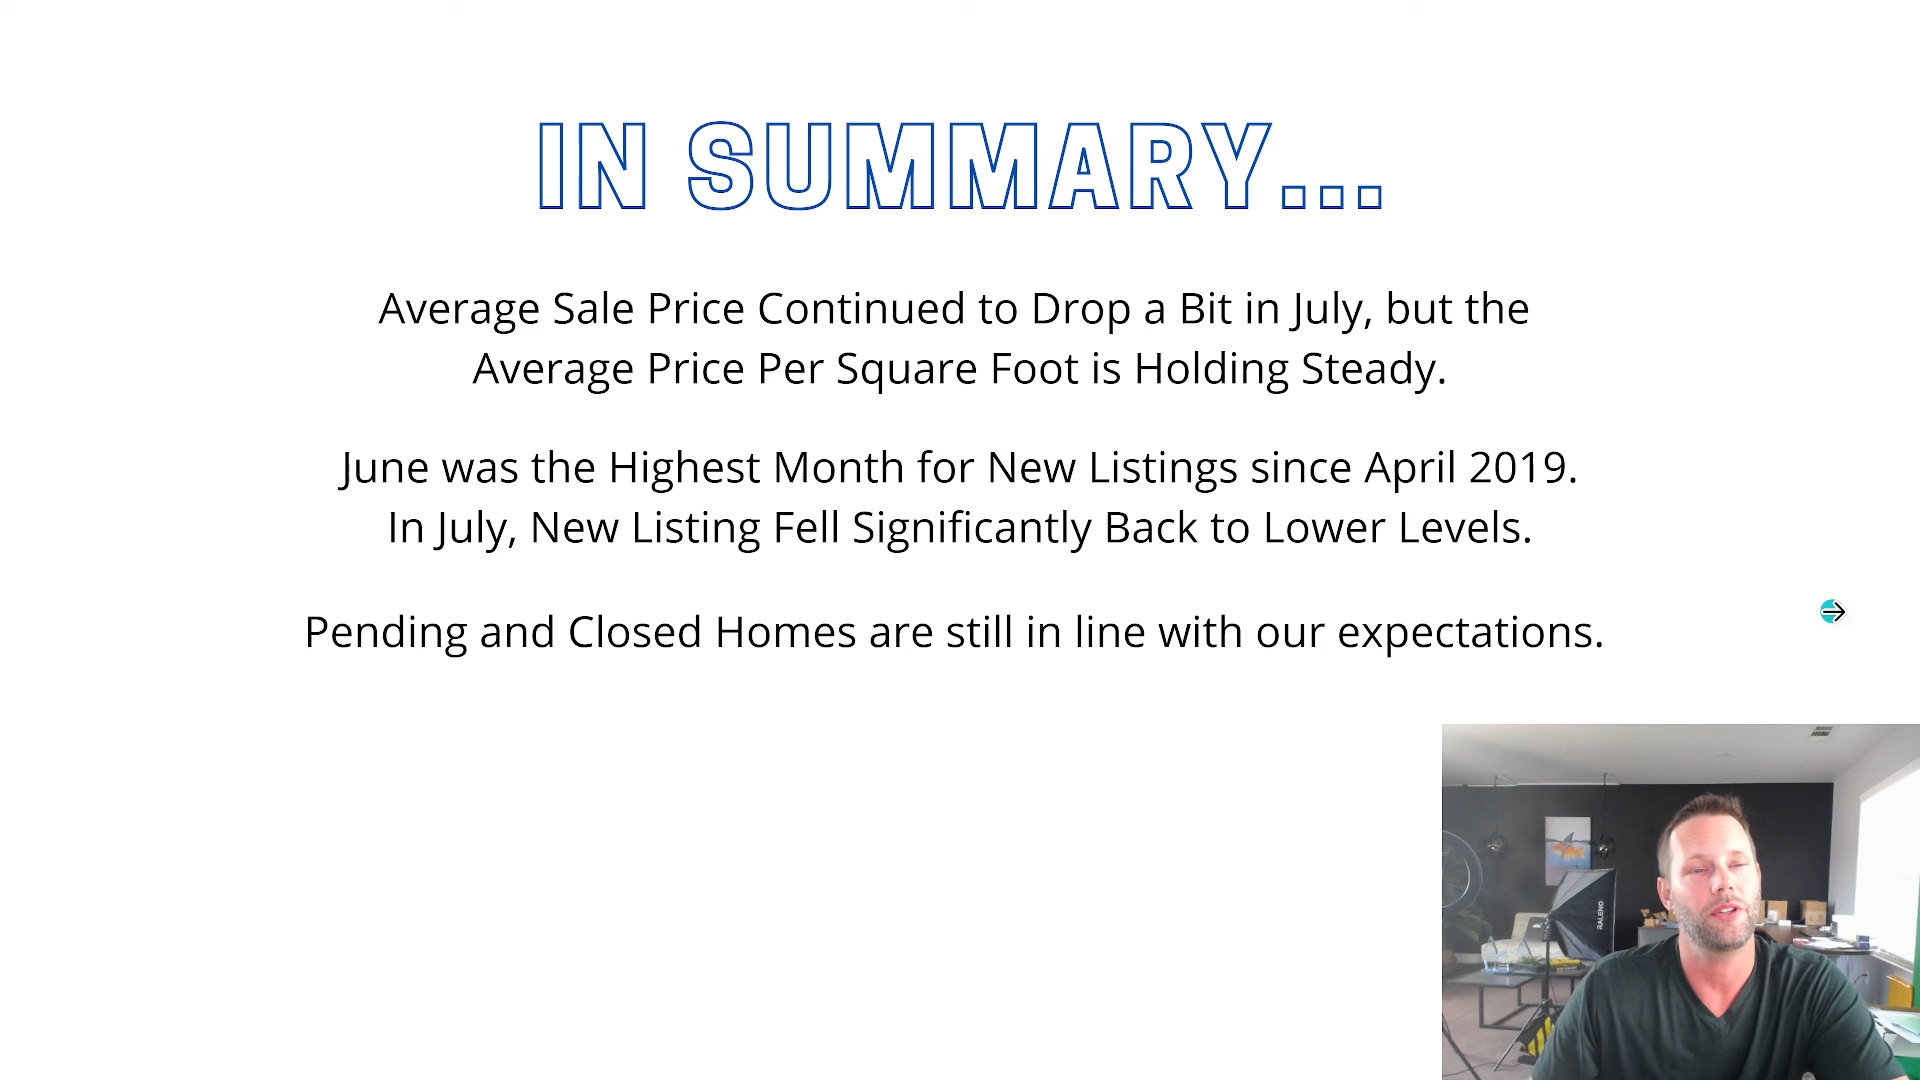 IN SUMMARY...
Average Sale Price Continued to Drop a Bit in July, but the
Average Price Per Square Foot is Holding Steady.
June was the Highest Month for New Listings since April 2019.
In July, New Listing Fell Significantly Back to Lower Levels.
Pending and Closed Homes are still in line with our expectations.
RALENO